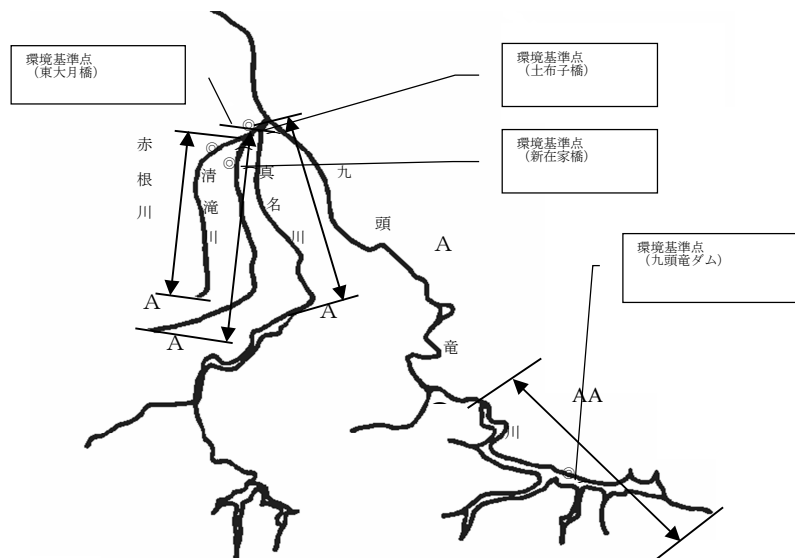 環境基準点
(東大月橋)
環境基準点
(土布子橋)
環境基準点
(新在家橋)
環境基準点
(九頭竜ダム)
赤根川
清滝川
真名川
九頭竜川
A
A
A
A
AA